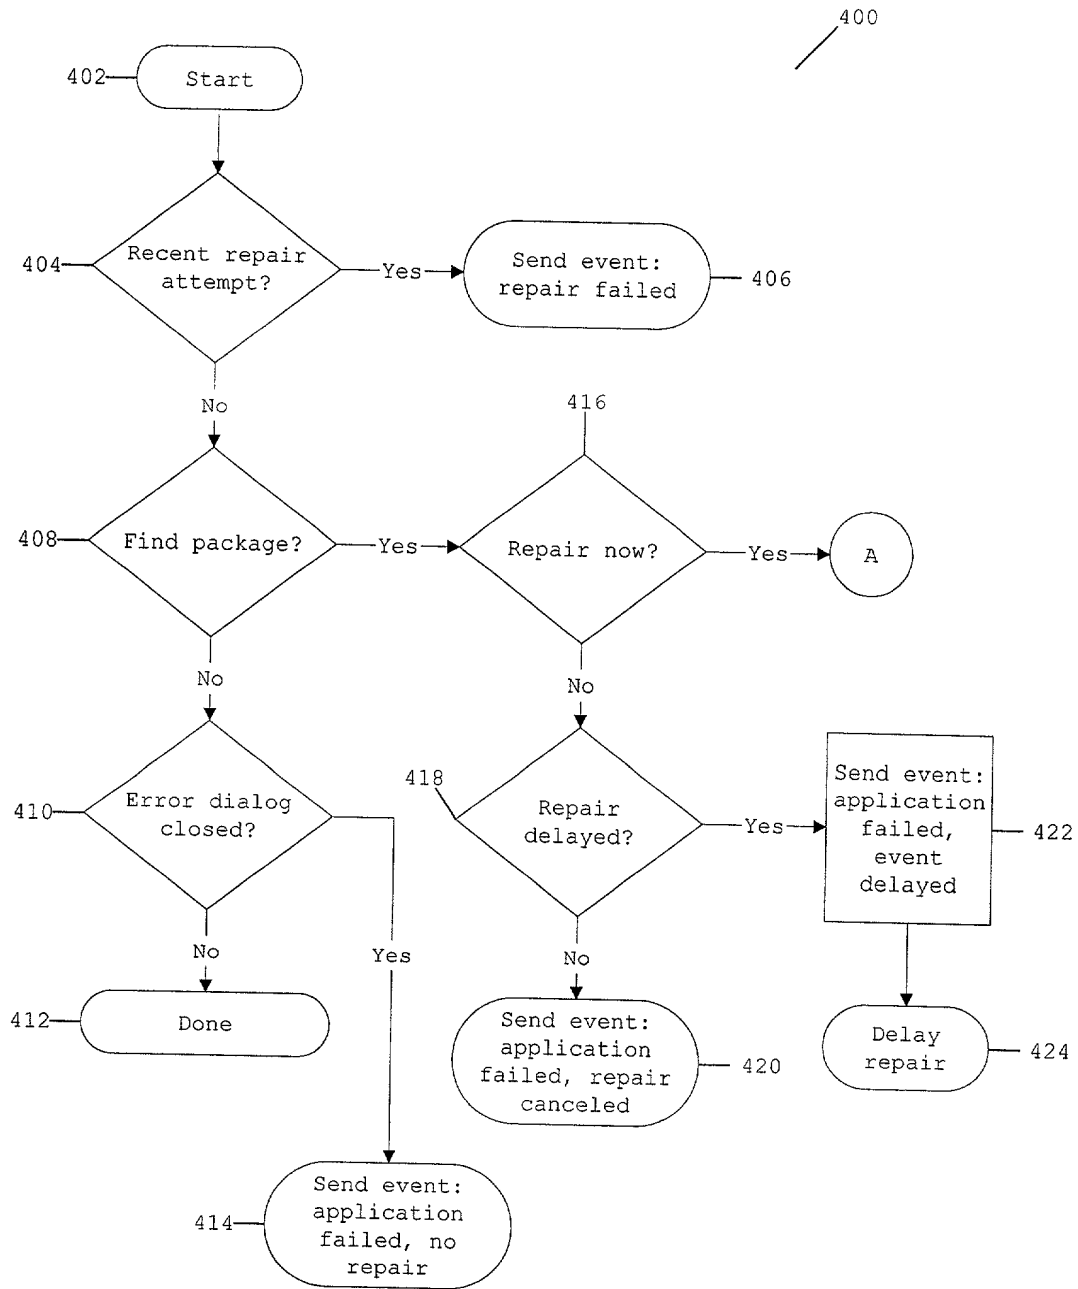 400
402
Start
404
Recent repair
attempt?
Yes
Send event:
repair failed
406
No
416
408
Find package?
Yes
Repair now?
Yes
A
No
No
410
Error dialog
closed?
418
Repair
delayed?
Yes
Send event:
application
failed,
event
delayed
422
No
Yes
No
412
Done
Send event:
application
failed, repair
canceled
420
Delay
repair
424
414
Send event:
application
failed, no
repair